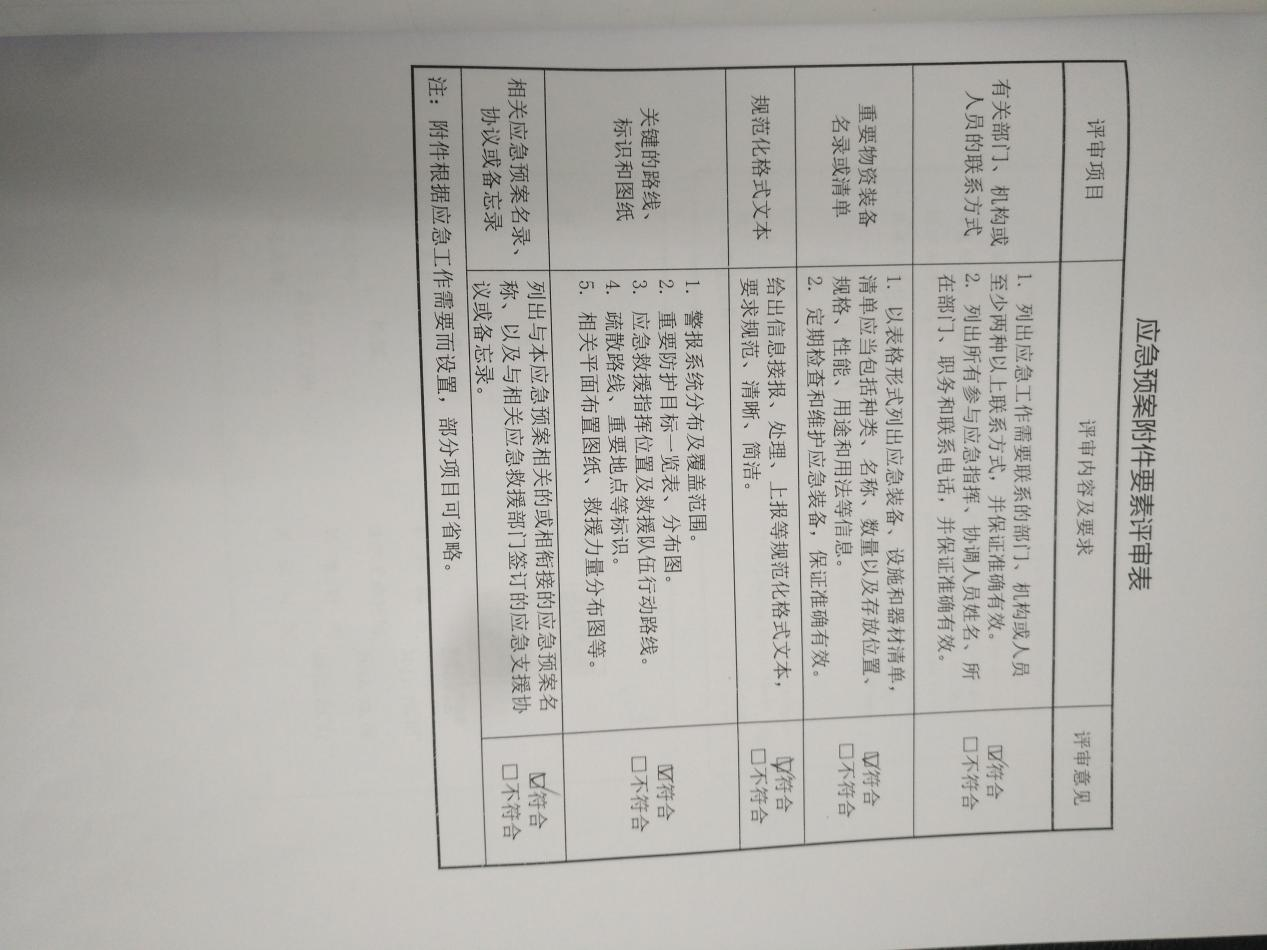 应急预案附件要素评审表
评审项目
评审内容及要求
评审意见
有关部门、机构或
人员的联系方式
1. 列出应急工作需要联系的部门、机构或人员
至少两种以上联系方式，并保证准确有效。
2. 列出所有参与应急指挥、协调人员姓名、所
在部门、职务和联系电话，并保证准确有效。
☑符合
□不符合
重要物资装备
名录或清单
1. 以表格形式列出应急装备、设施和器材清单，
清单应当包括种类、名称、数量以及存放位置、
规格、性能、用途和用法等信息。
2. 定期检查和维护应急装备，保证准确有效。
☑符合
□不符合
规范化格式文本
给出信息接报、处理、上报等规范化格式文本，
要求规范、清晰、简洁。
☑符合
□不符合
关键的路线、
标识和图纸
1. 警报系统分布及覆盖范围。
2. 重要防护目标一览表、分布图。
3. 应急救援指挥位置及救援队伍行动路线。
4. 疏散路线、重要地点等标识。
5. 相关平面布置图纸、救援力量分布图等。
☑符合
□不符合
相关应急预案名录、
协议或备忘录
列出与本应急预案相关的或相衔接的应急预案名
称、以及与相关应急救援部门签订的应急支援协
议或备忘录。
☑符合
□不符合
注：附件根据应急工作需要而设置，部分项目可省略。